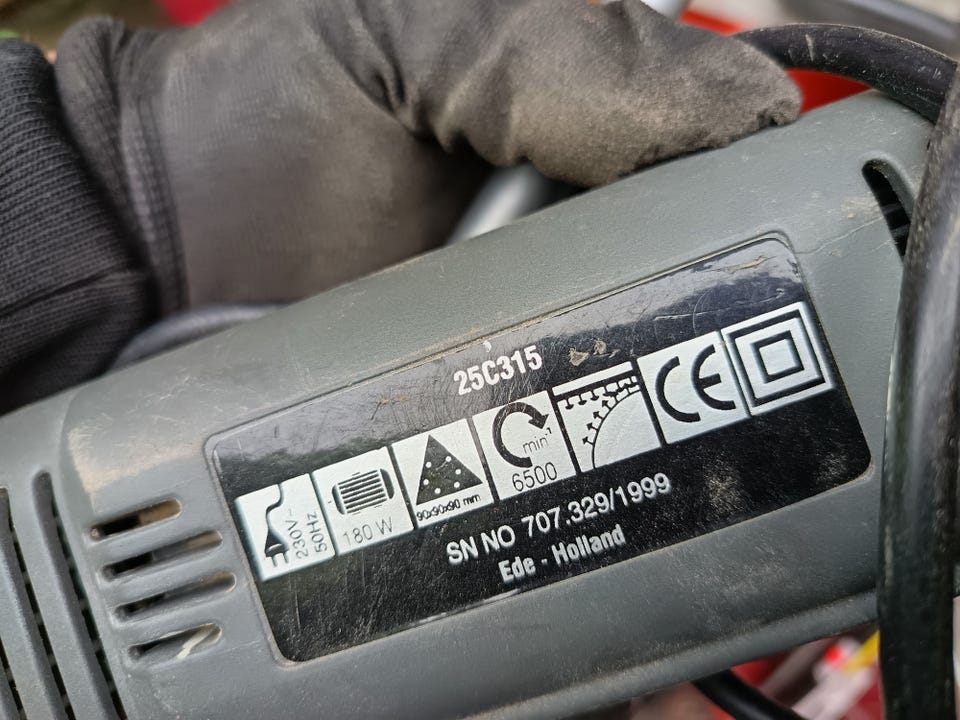 25C315
230V~
50Hz
180 W
90x90x90 mm
min⁻¹
6500
CE
SN NO 707.329/1999
Ede - Holland